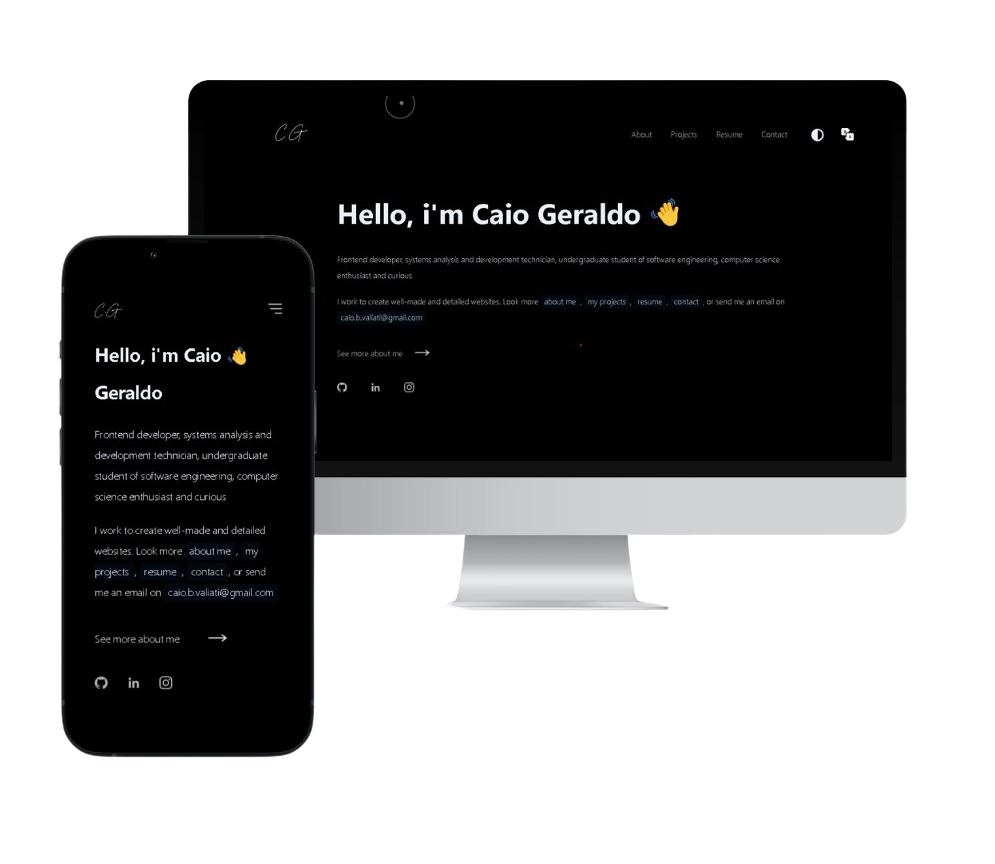 CG
About Projects Resume Contact
Hello, i'm Caio Geraldo 👋
Frontend developer, systems analysis and development technician, undergraduate student of software engineering, computer science
enthusiast and curious
I work to create well-made and detailed websites. Look more about me , my projects , resume , contact , or send me an email on
caio.b.valiati@gmail.com
See more about me →
CG
Hello, i'm Caio 👋
Geraldo
Frontend developer, systems analysis and
development technician, undergraduate
student of software engineering, computer
science enthusiast and curious
I work to create well-made and detailed
websites. Look more about me , my
projects , resume , contact , or send
me an email on caio.b.valiati@gmail.com
See more about me →